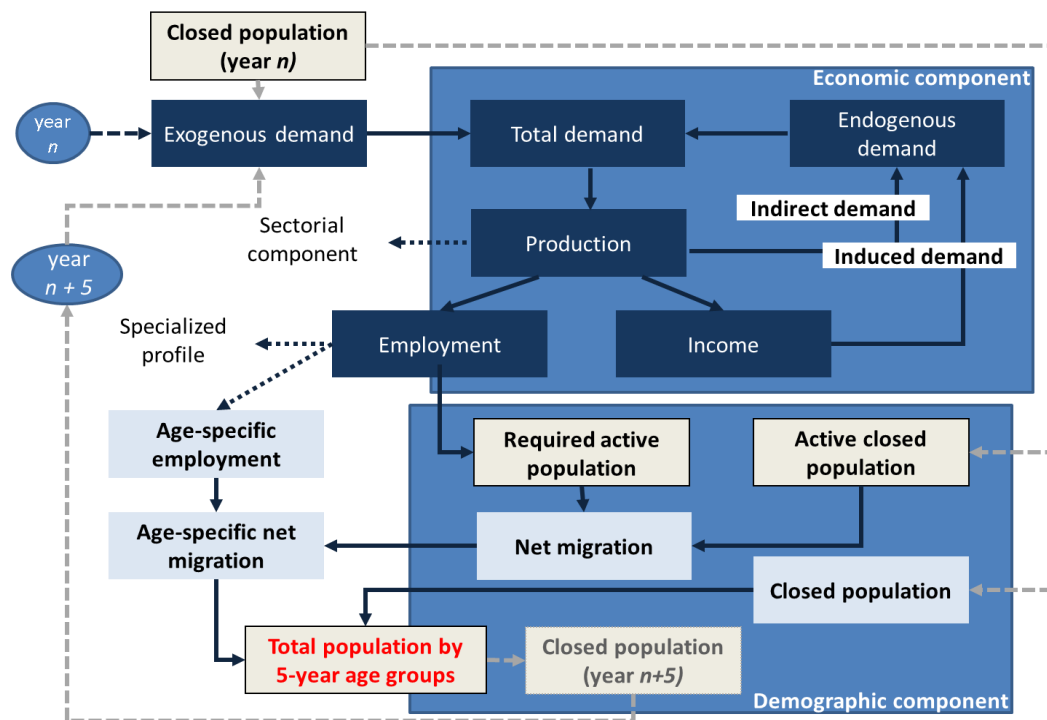 Closed population
(year n)
Economic component
year
n
Exogenous demand
Total demand
Endogenous
demand
Indirect demand
Sectorial
component
Production
Induced demand
year
n + 5
Specialized
profile
Employment
Income
Age-specific
employment
Required active
population
Active closed
population
Age-specific net
migration
Net migration
Closed population
Total population by
5-year age groups
Closed population
(year n+5)
Demographic component